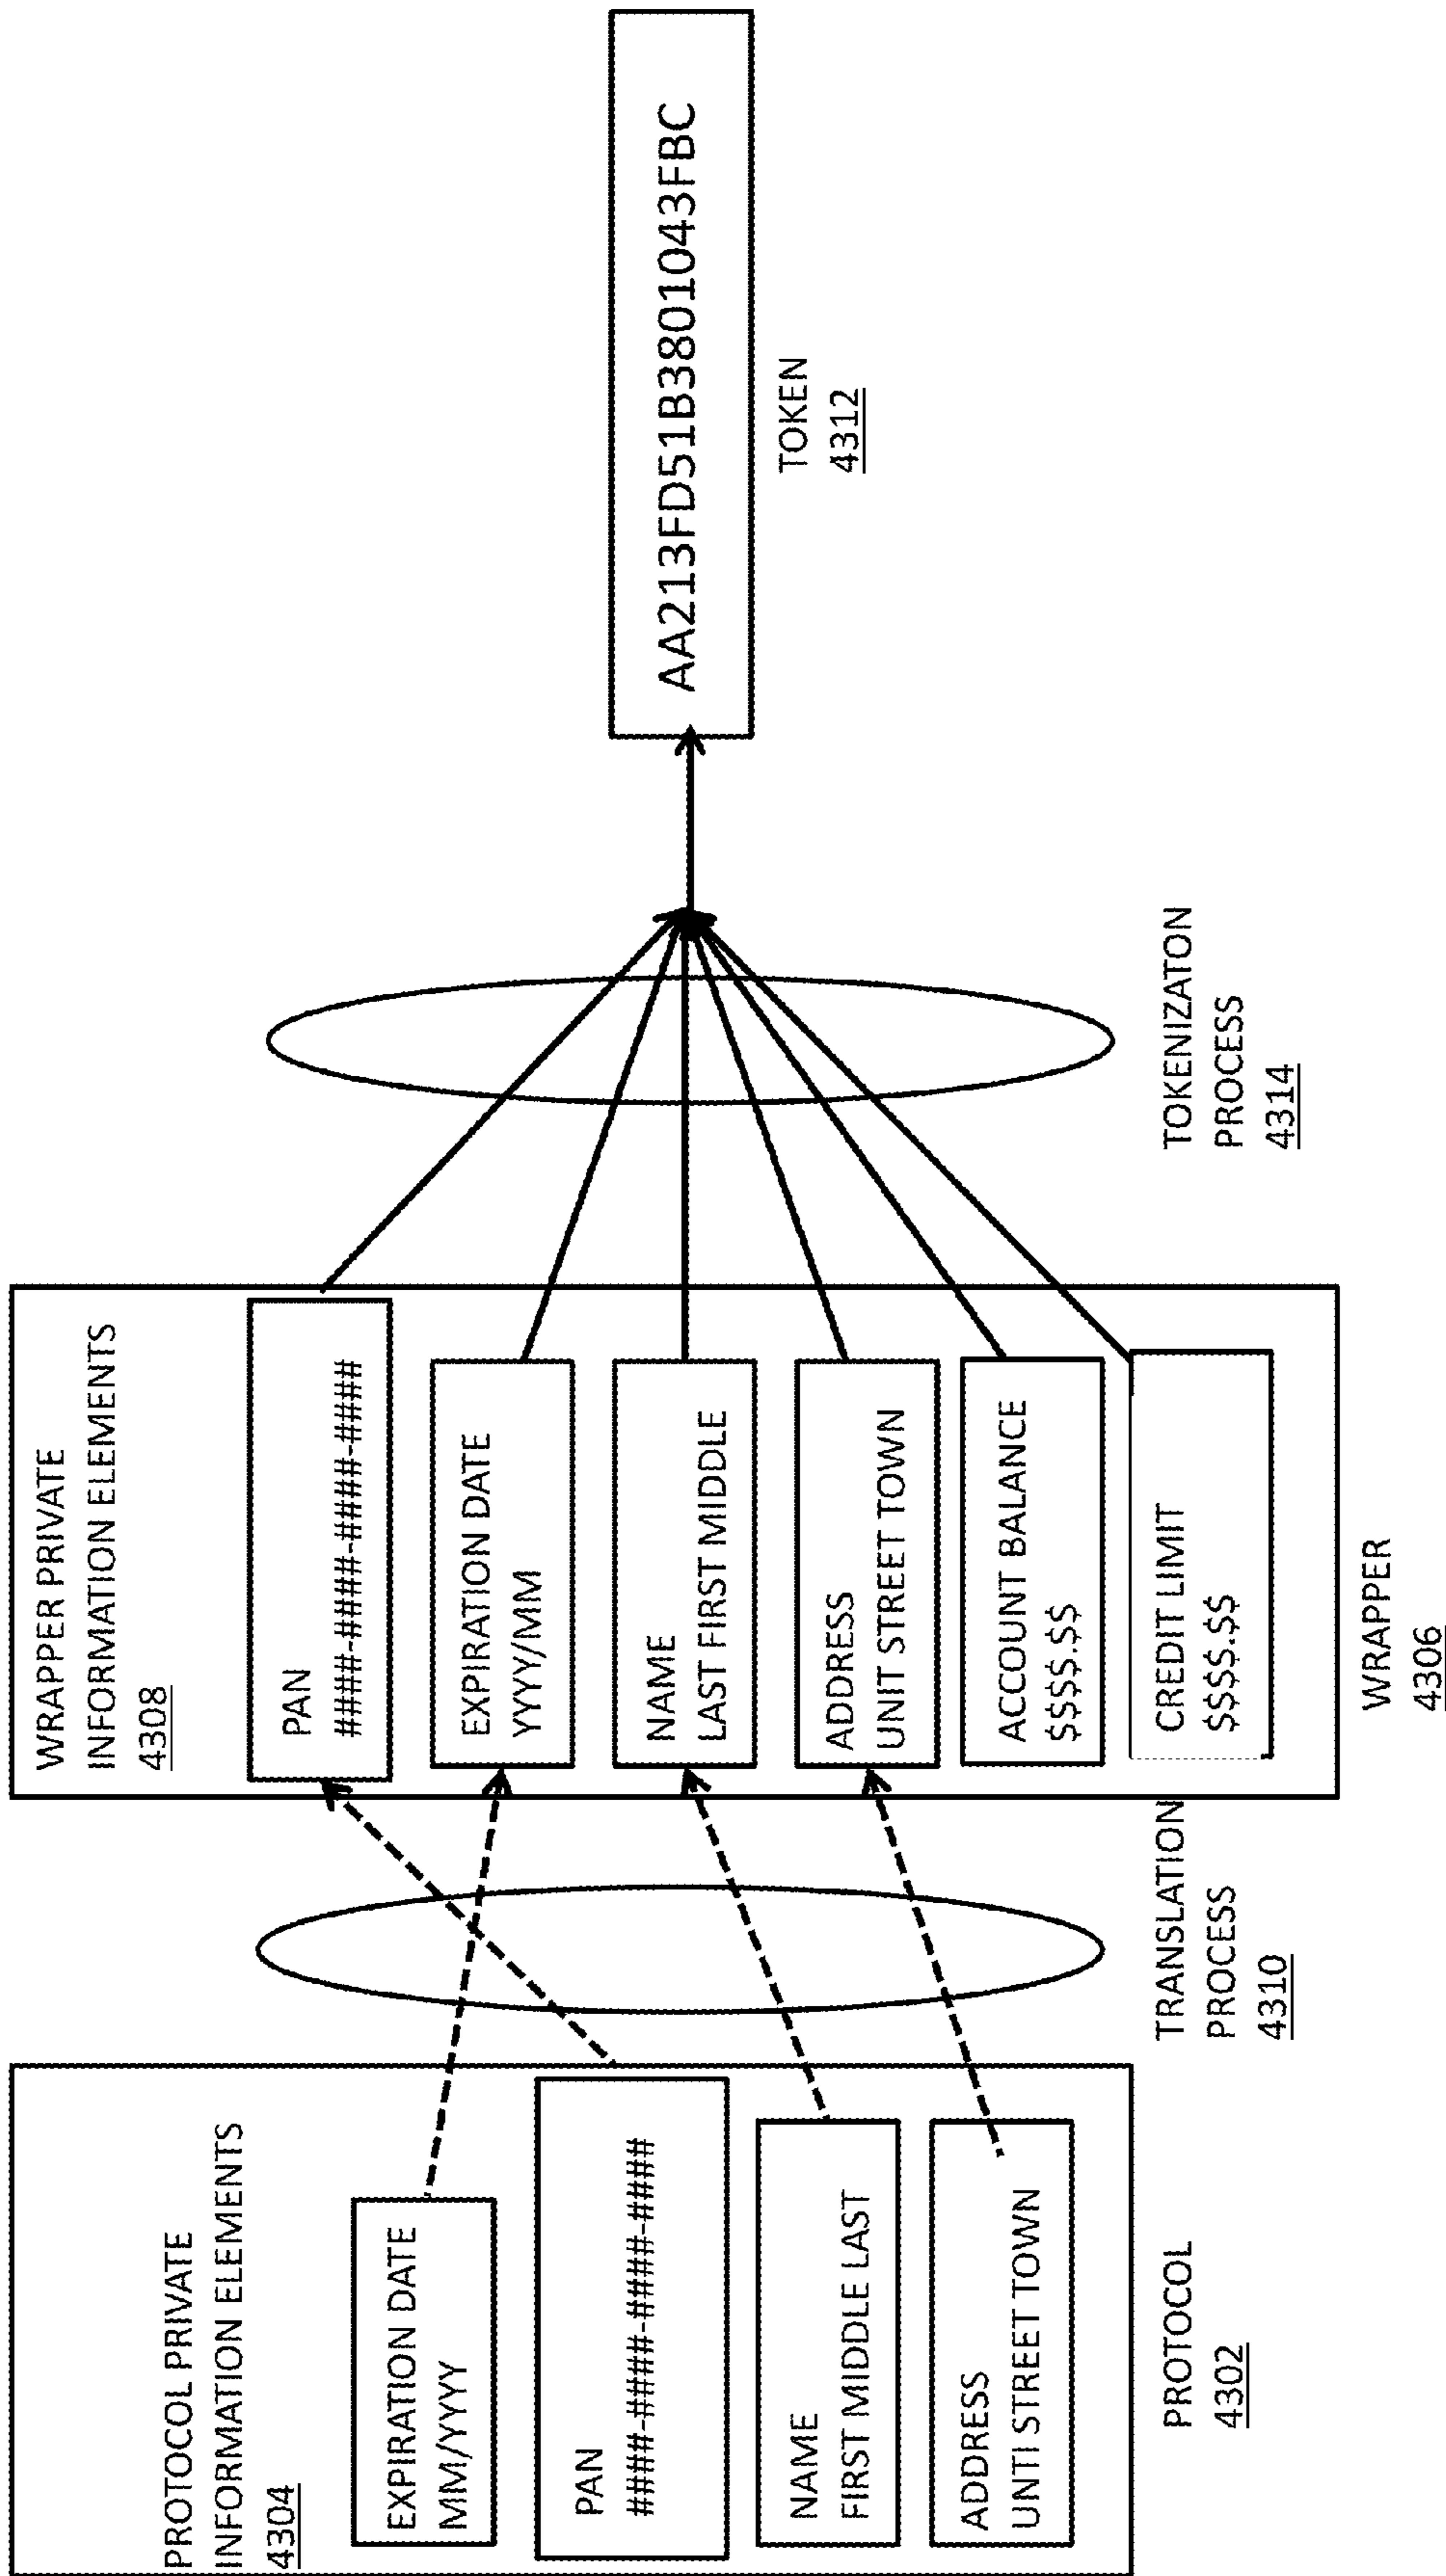 PROTOCOL PRIVATE
INFORMATION ELEMENTS
4304
EXPIRATION DATE
MM/YYYY
PAN
####-####-####-####
NAME
FIRST MIDDLE LAST
ADDRESS
UNTI STREET TOWN
PROTOCOL
4302
TRANSLATION
PROCESS
4310
WRAPPER PRIVATE
INFORMATION ELEMENTS
4308
PAN
####-####-####-####
EXPIRATION DATE
YYYY/MM
NAME
LAST FIRST MIDDLE
ADDRESS
UNIT STREET TOWN
ACCOUNT BALANCE
$$$$.$$
CREDIT LIMIT
$$$$.$$
WRAPPER
4306
TOKENIZATON
PROCESS
4314
AA213FD51B3801043FBC
TOKEN
4312